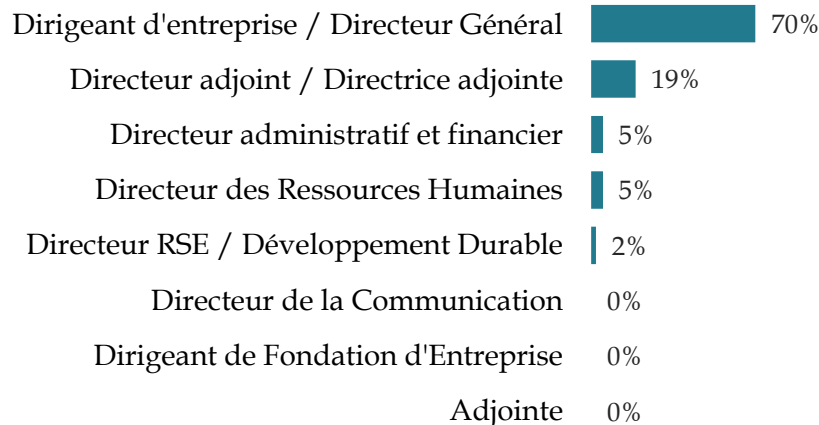 Dirigeant d'entreprise / Directeur Général 70%
Directeur adjoint / Directrice adjointe 19%
Directeur administratif et financier 5%
Directeur des Ressources Humaines 5%
Directeur RSE / Développement Durable 2%
Directeur de la Communication 0%
Dirigeant de Fondation d'Entreprise 0%
Adjointe 0%